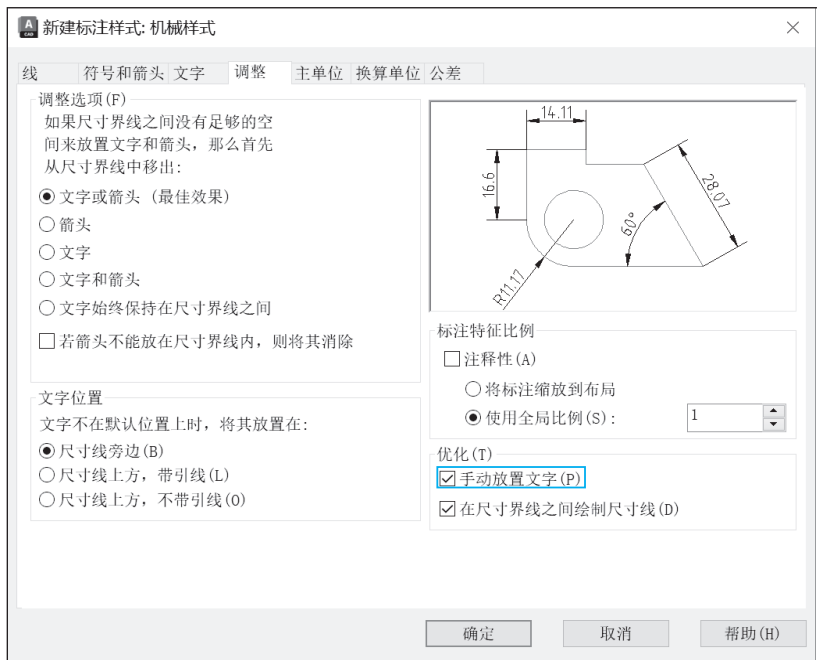 A
CAD
新建标注样式: 机械样式
线
符号和箭头
文字
调整
主单位
换算单位
公差
调整选项(F)
如果尺寸界线之间没有足够的空
间来放置文字和箭头，那么首先
从尺寸界线中移出:
文字或箭头 (最佳效果)
箭头
文字
文字和箭头
文字始终保持在尺寸界线之间
若箭头不能放在尺寸界线内，则将其消除
文字位置
文字不在默认位置上时，将其放置在:
尺寸线旁边(B)
尺寸线上方，带引线(L)
尺寸线上方，不带引线(O)
14.11
16.6
28.07
60°
R11.17
标注特征比例
注释性(A)
将标注缩放到布局
使用全局比例(S):
1
优化(T)
手动放置文字(P)
在尺寸界线之间绘制尺寸线(D)
确定
取消
帮助(H)